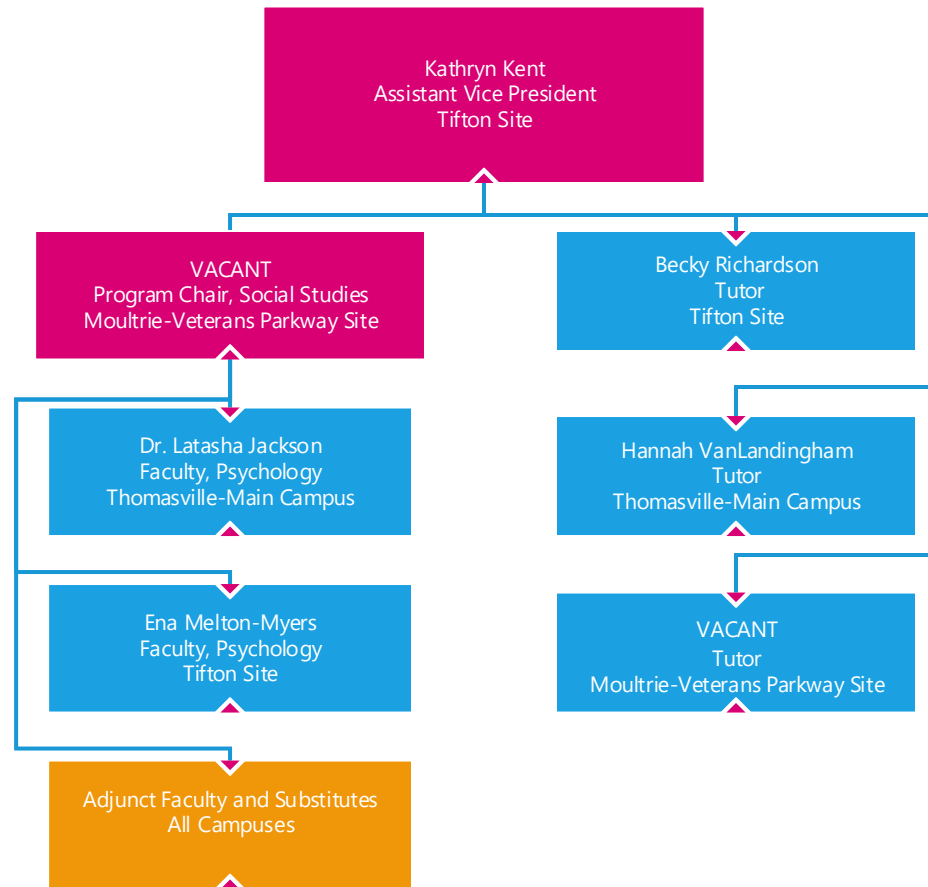 Kathryn Kent
Assistant Vice President
Tifton Site
VACANT
Program Chair, Social Studies
Moultrie-Veterans Parkway Site
Becky Richardson
Tutor
Tifton Site
Dr. Latasha Jackson
Faculty, Psychology
Thomasville-Main Campus
Hannah VanLandingham
Tutor
Thomasville-Main Campus
Ena Melton-Myers
Faculty, Psychology
Tifton Site
VACANT
Tutor
Moultrie-Veterans Parkway Site
Adjunct Faculty and Substitutes
All Campuses